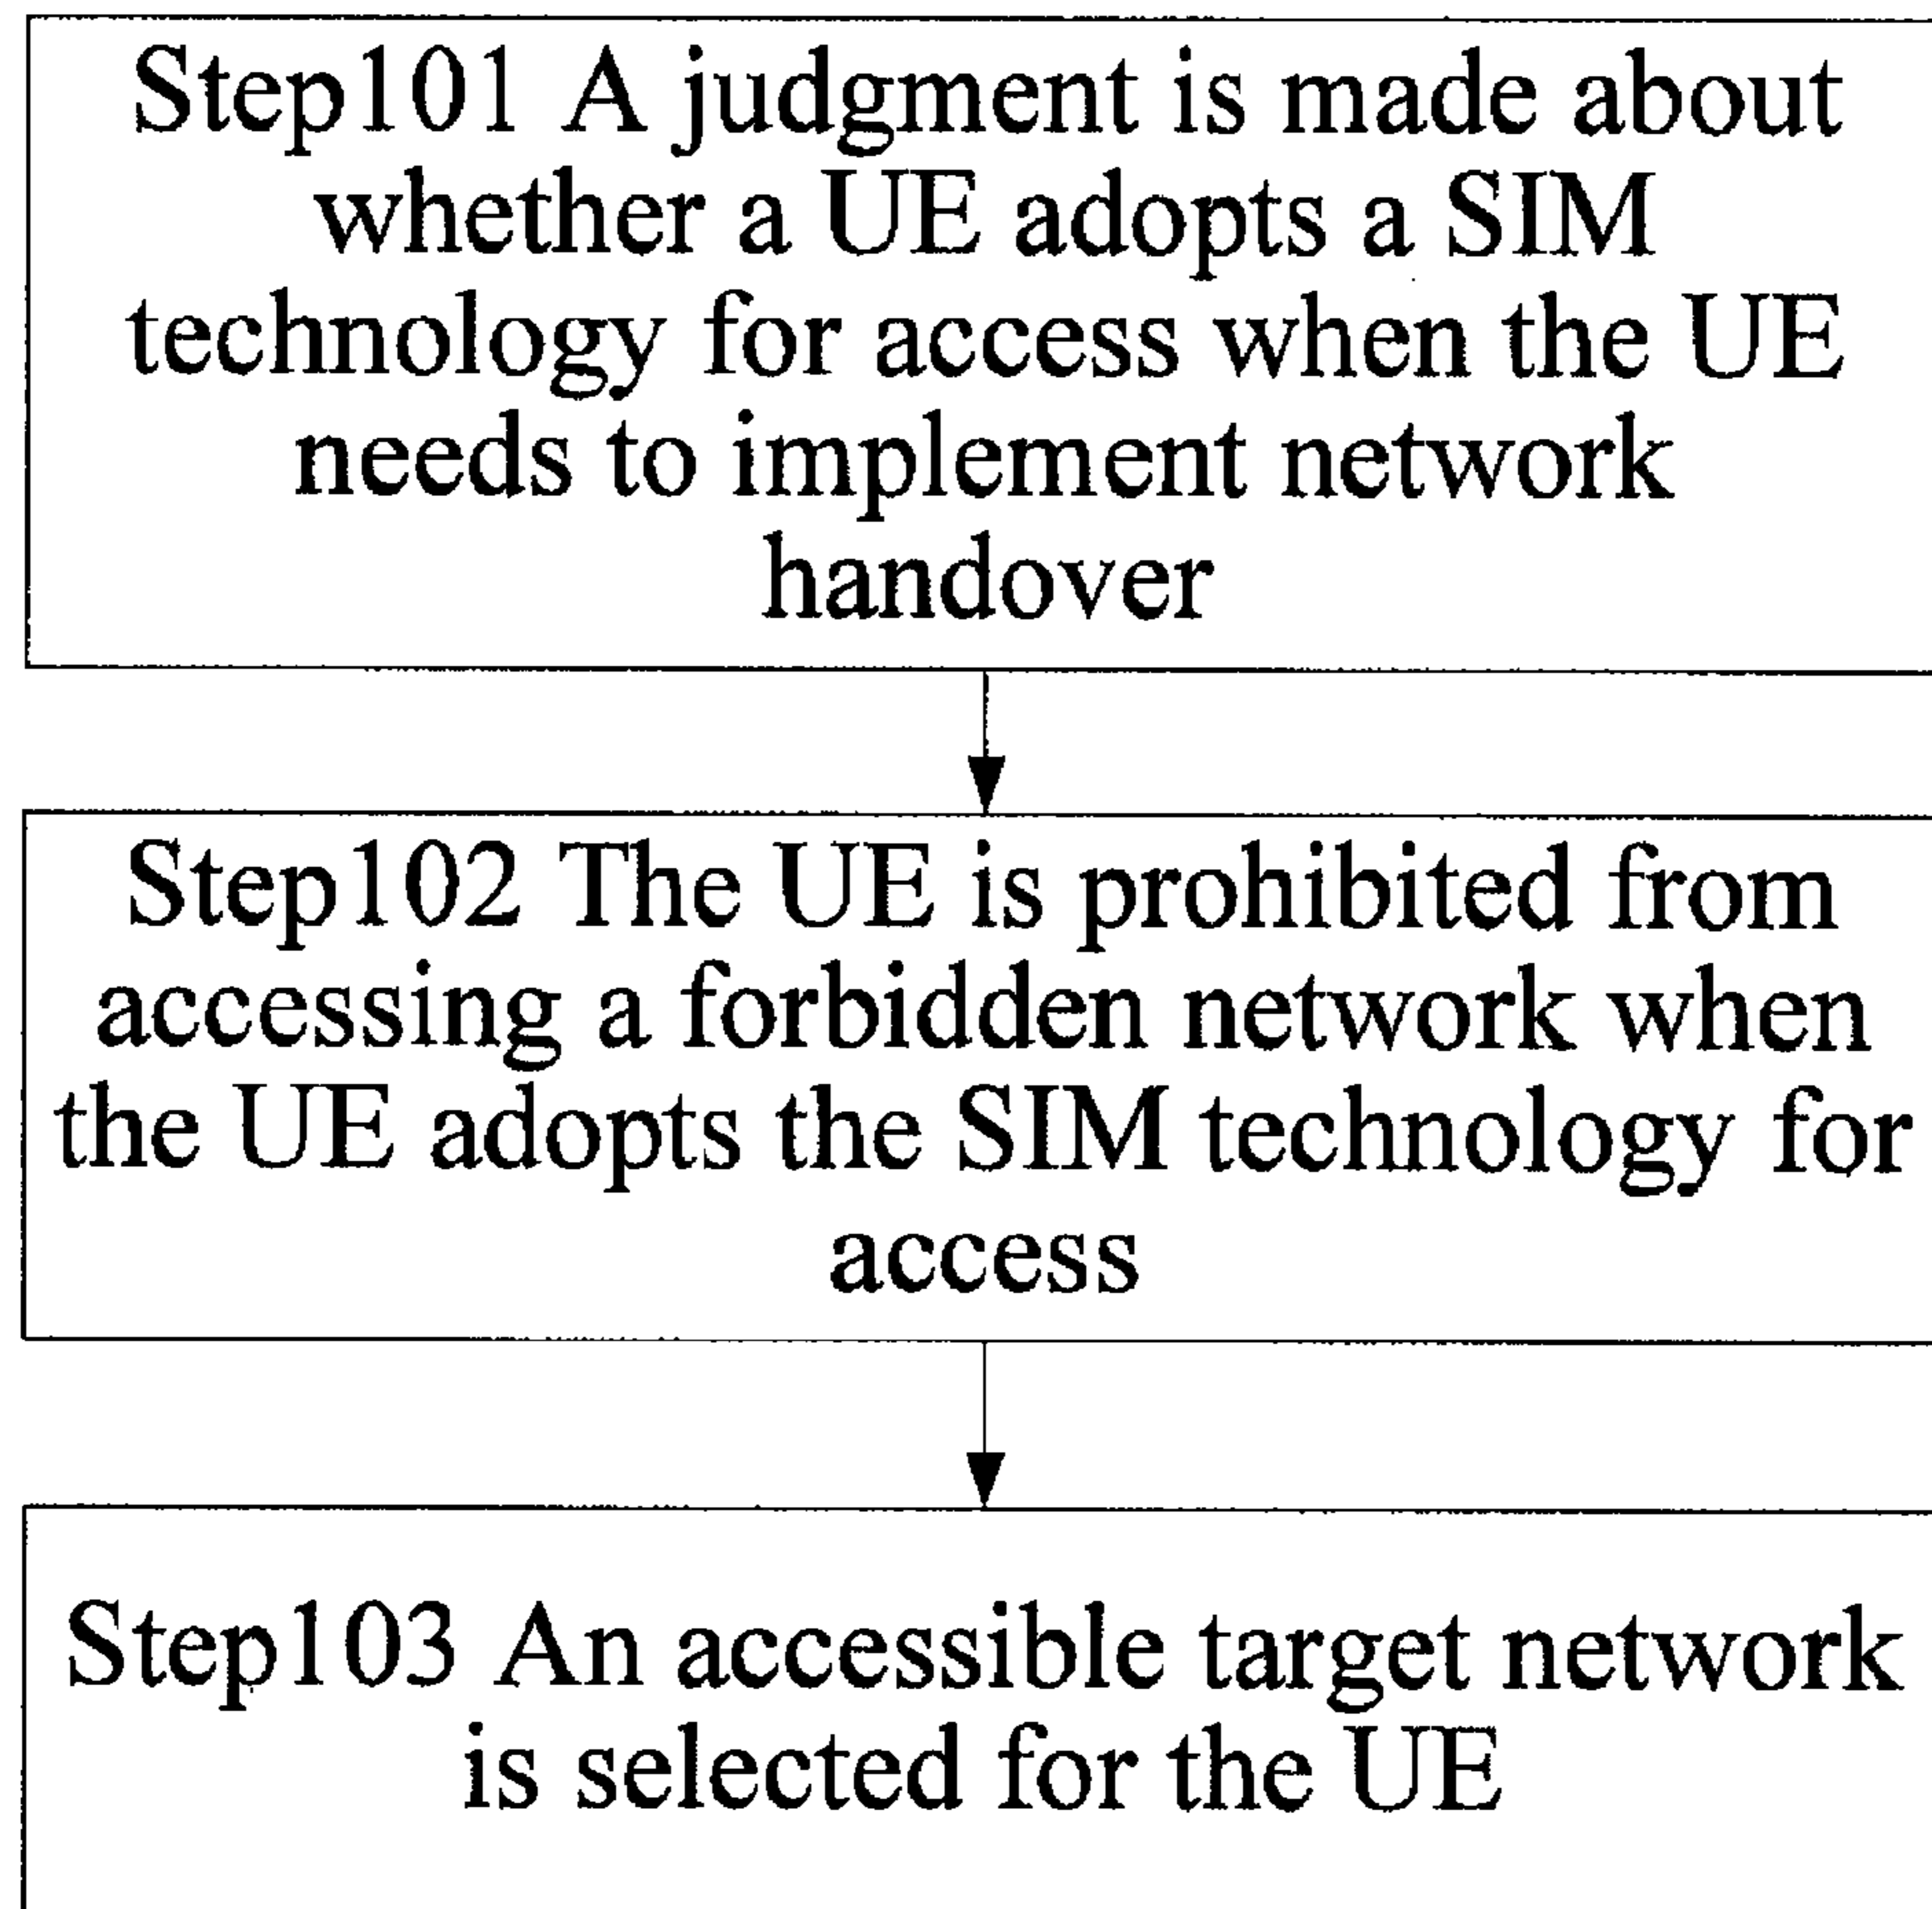 Step101 A judgment is made about
whether a UE adopts a SIM
technology for access when the UE
needs to implement network
handover
Step102 The UE is prohibited from
accessing a forbidden network when
the UE adopts the SIM technology for
access
Step103 An accessible target network
is selected for the UE